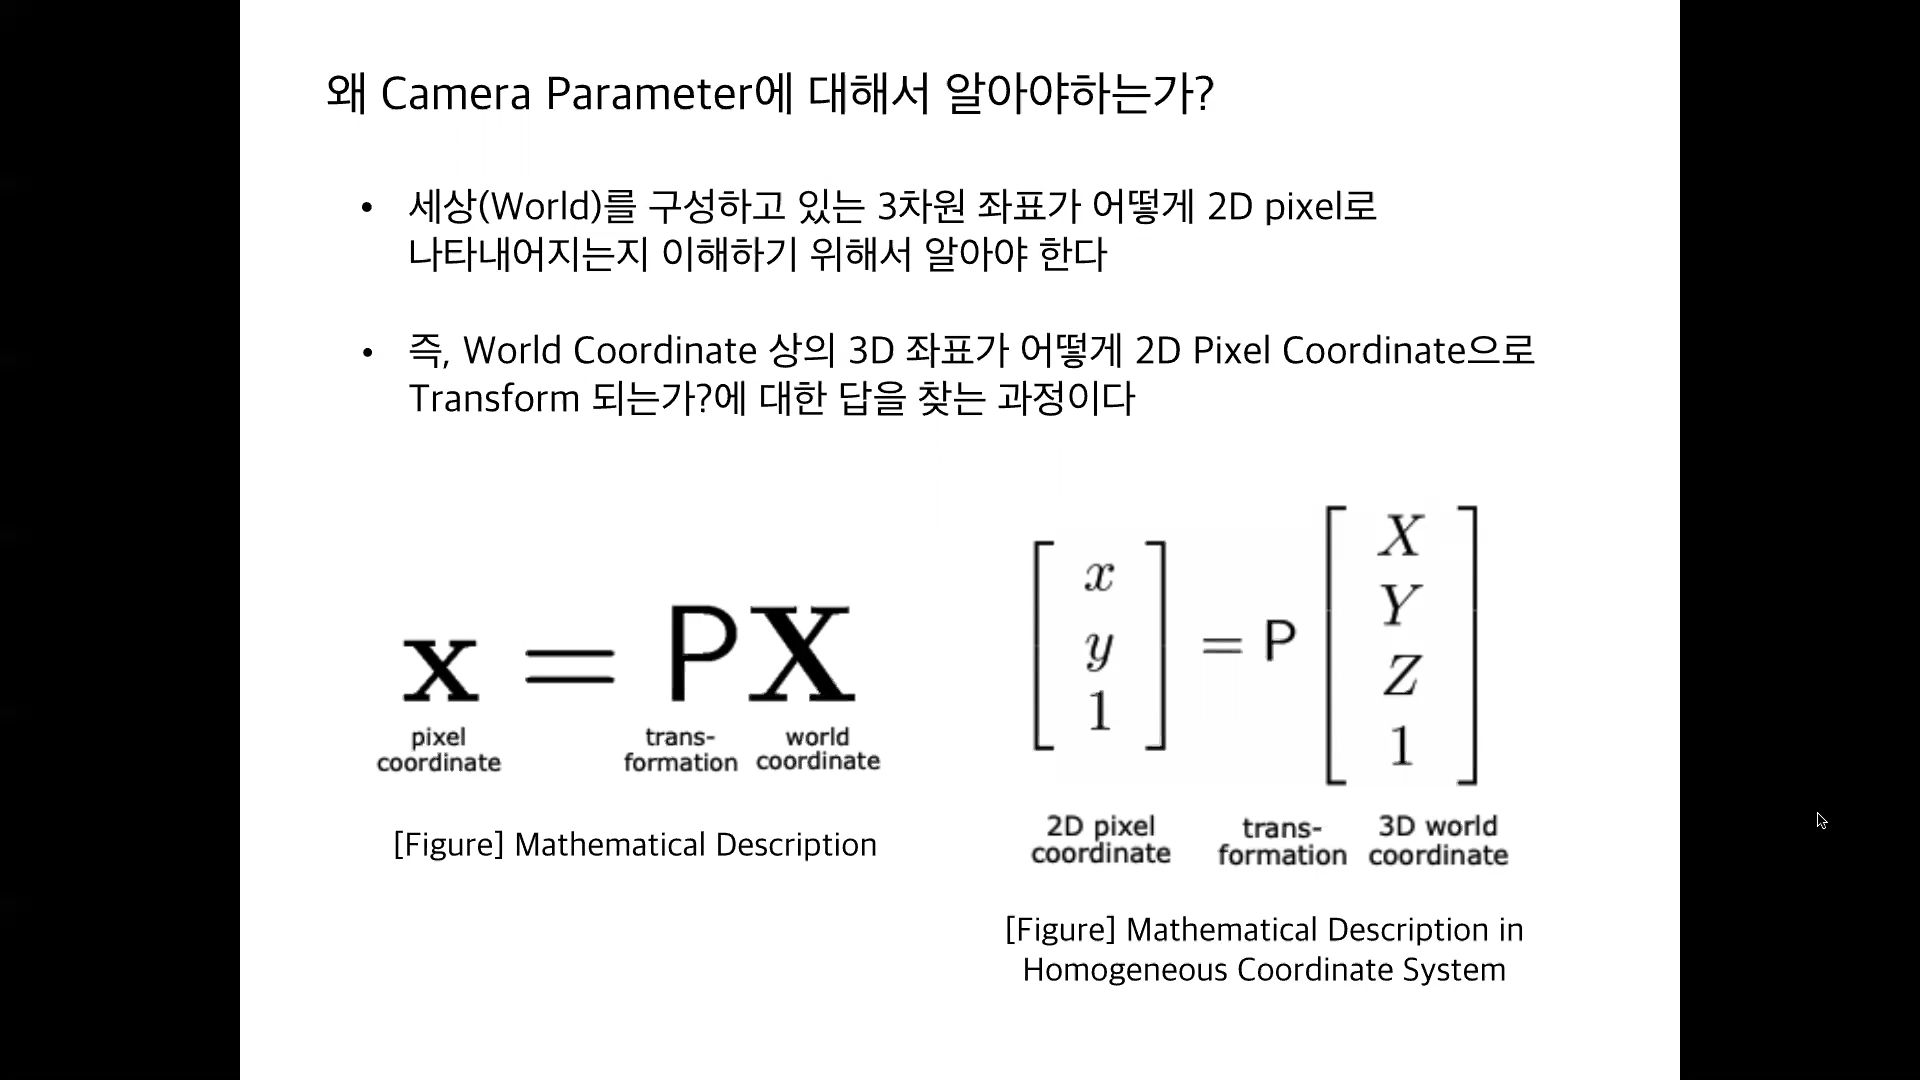 왜 Camera Parameter에 대해서 알아야하는가?
• 세상(World)를 구성하고 있는 3차원 좌표가 어떻게 2D pixel로
나타내어지는지 이해하기 위해서 알아야 한다
• 즉, World Coordinate 상의 3D 좌표가 어떻게 2D Pixel Coordinate으로
Transform 되는가?에 대한 답을 찾는 과정이다
x = PX
pixel coordinate
trans-formation
world coordinate
[Figure] Mathematical Description
x
y
1
= P
X
Y
Z
1
2D pixel coordinate
trans-formation
3D world coordinate
[Figure] Mathematical Description in
Homogeneous Coordinate System